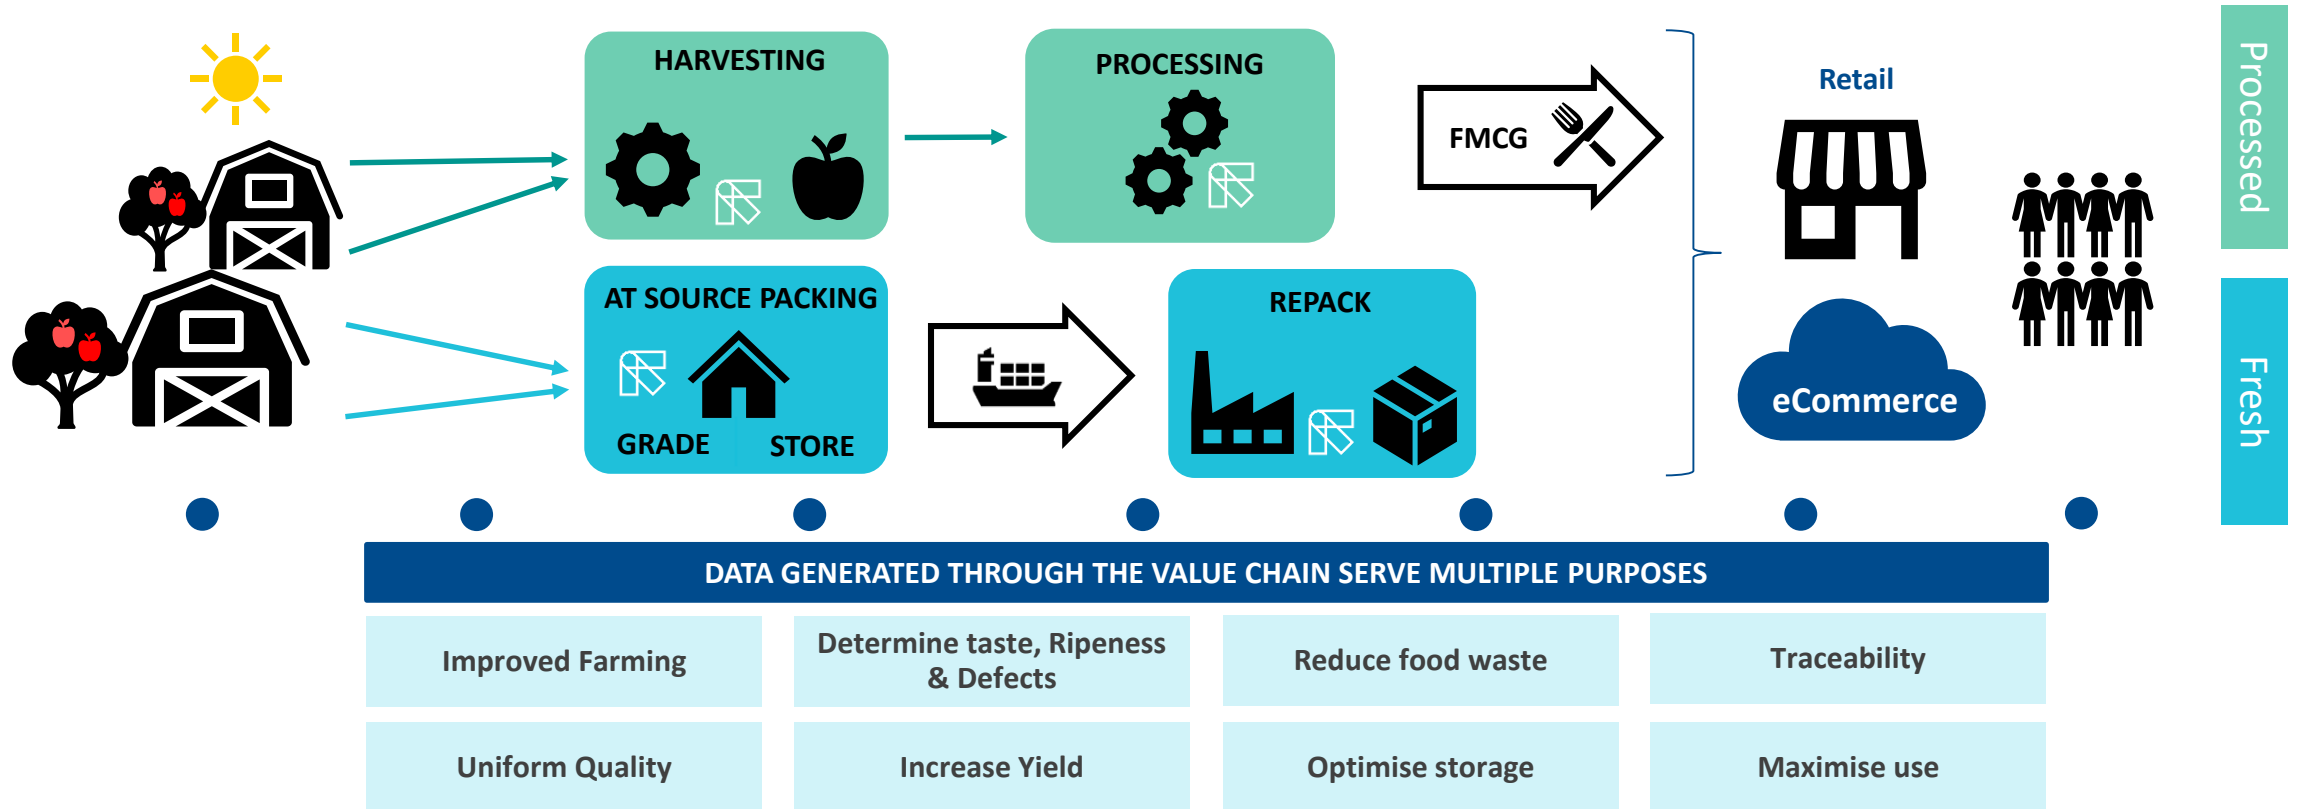 HARVESTING
PROCESSING
FMCG
Retail
Processed
AT SOURCE PACKING
GRADE
STORE
REPACK
eCommerce
Fresh
DATA GENERATED THROUGH THE VALUE CHAIN SERVE MULTIPLE PURPOSES
Improved Farming
Determine taste, Ripeness
& Defects
Reduce food waste
Traceability
Uniform Quality
Increase Yield
Optimise storage
Maximise use